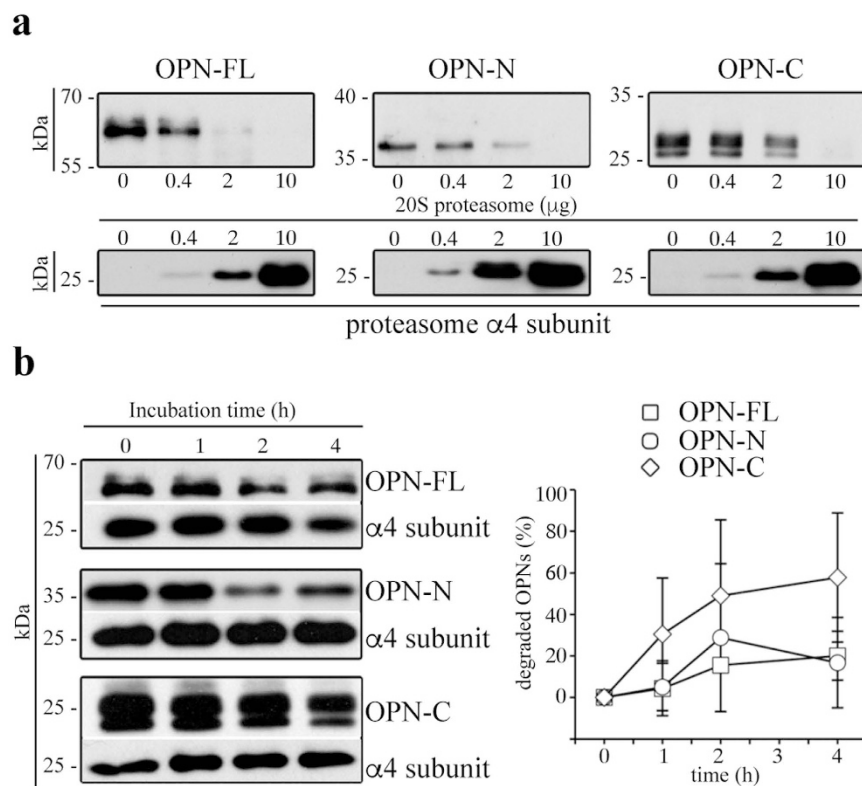 a
OPN-FL OPN-N OPN-C
kDa
70 -
55 -
40 -
35 -
35 -
25 -
0 0.4 2 10 0 0.4 2 10 0 0.4 2 10
20S proteasome (µg)
0 0.4 2 10 0 0.4 2 10 0 0.4 2 10
kDa
25 - 25 - 25 -
proteasome α4 subunit
b
Incubation time (h)
0 1 2 4
kDa
70 -
OPN-FL
25 - α4 subunit
35 - OPN-N
25 - α4 subunit
25 - OPN-C
25 - α4 subunit
OPN-FL
OPN-N
OPN-C
degraded OPNs (%)
100
80
60
40
20
0
0 1 2 3 4
time (h)